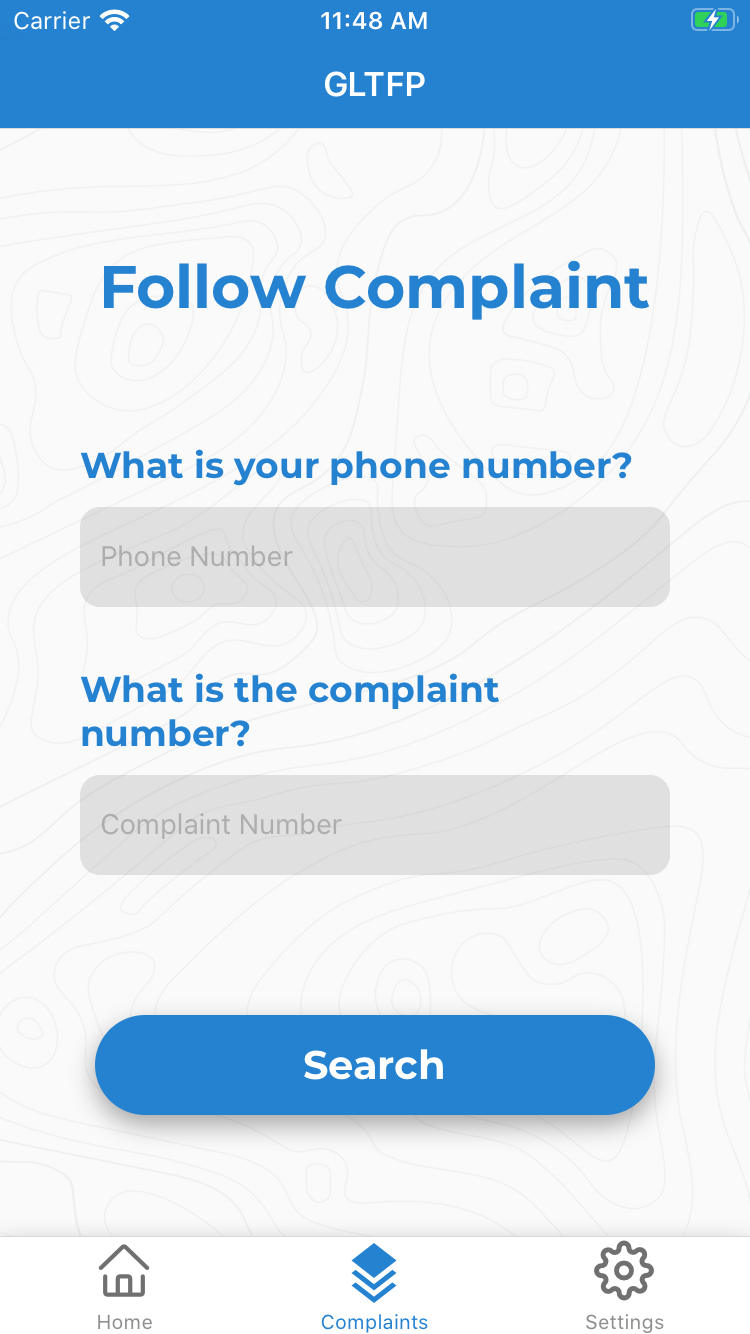 Carrier 11:48 AM
GLTFP
Follow Complaint
What is your phone number?
Phone Number
What is the complaint
number?
Complaint Number
Search
Home Complaints Settings